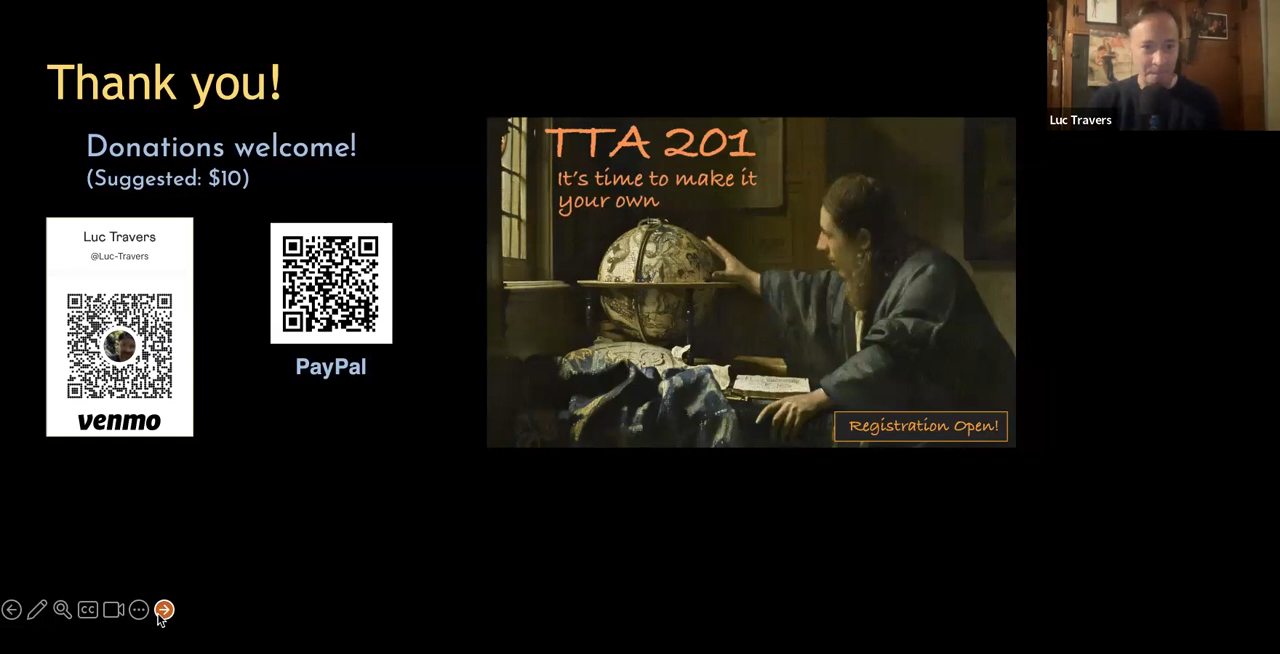 Thank you!
Donations welcome!
(Suggested: $10)
Luc Travers
@Luc-Travers
venmo
PayPal
TTA 201
It's time to make it
your own
Registration Open!
Luc Travers
CC